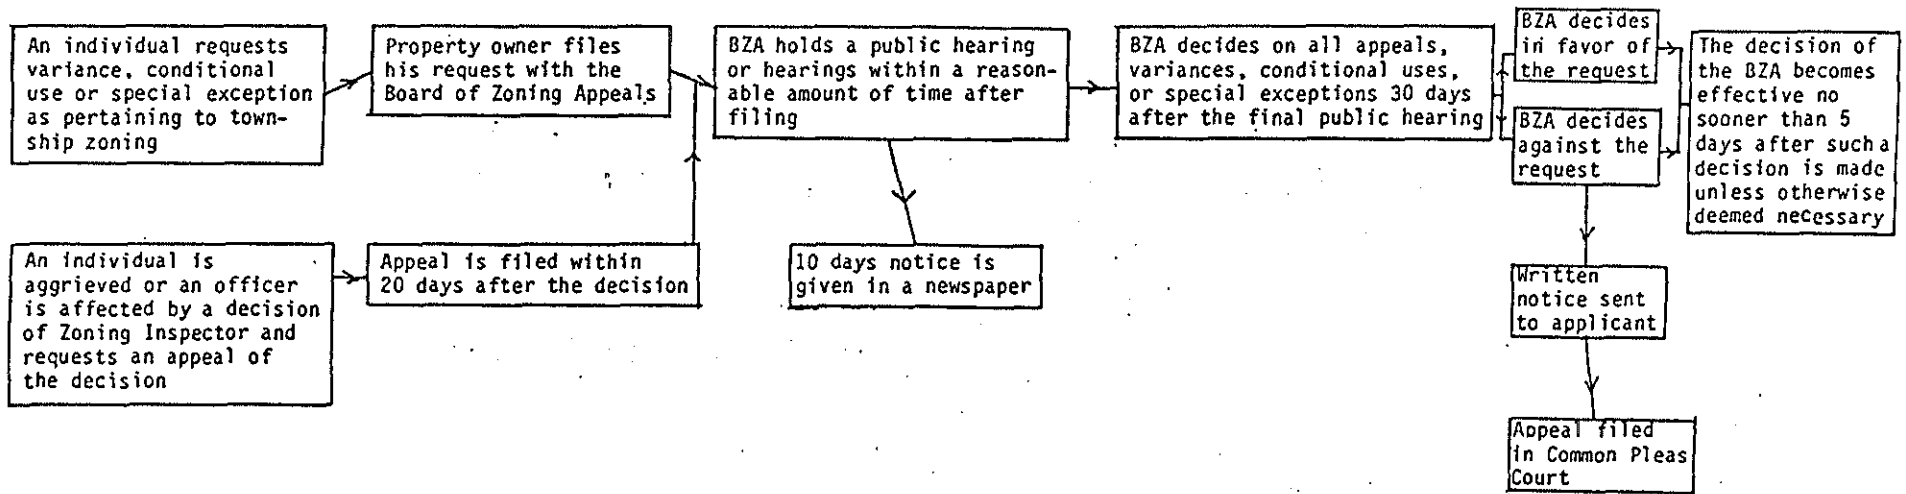 An individual requests
variance, conditional
use or special exception
as pertaining to town-
ship zoning
Property owner files
his request with the
Board of Zoning Appeals
BZA holds a public hearing
or hearings within a reason-
able amount of time after
filing
BZA decides on all appeals,
variances, conditional uses,
or special exceptions 30 days
after the final public hearing
BZA decides
in favor of
the request
BZA decides
against the
request
The decision of
the BZA becomes
effective no
sooner than 5
days after such a
decision is made
unless otherwise
deemed necessary
An individual is
aggrieved or an officer
is affected by a decision
of Zoning Inspector and
requests an appeal of
the decision
Appeal is filed within
20 days after the decision
10 days notice is
given in a newspaper
Written
notice sent
to applicant
Appeal filed
in Common Pleas
Court